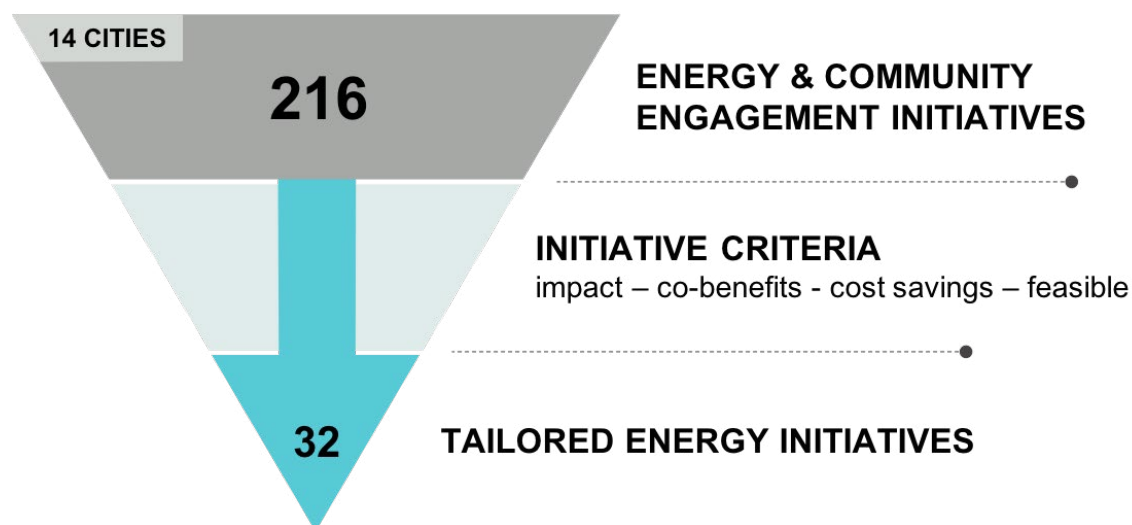 14 CITIES
216
ENERGY & COMMUNITY
ENGAGEMENT INITIATIVES
INITIATIVE CRITERIA
impact – co-benefits - cost savings – feasible
32
TAILORED ENERGY INITIATIVES